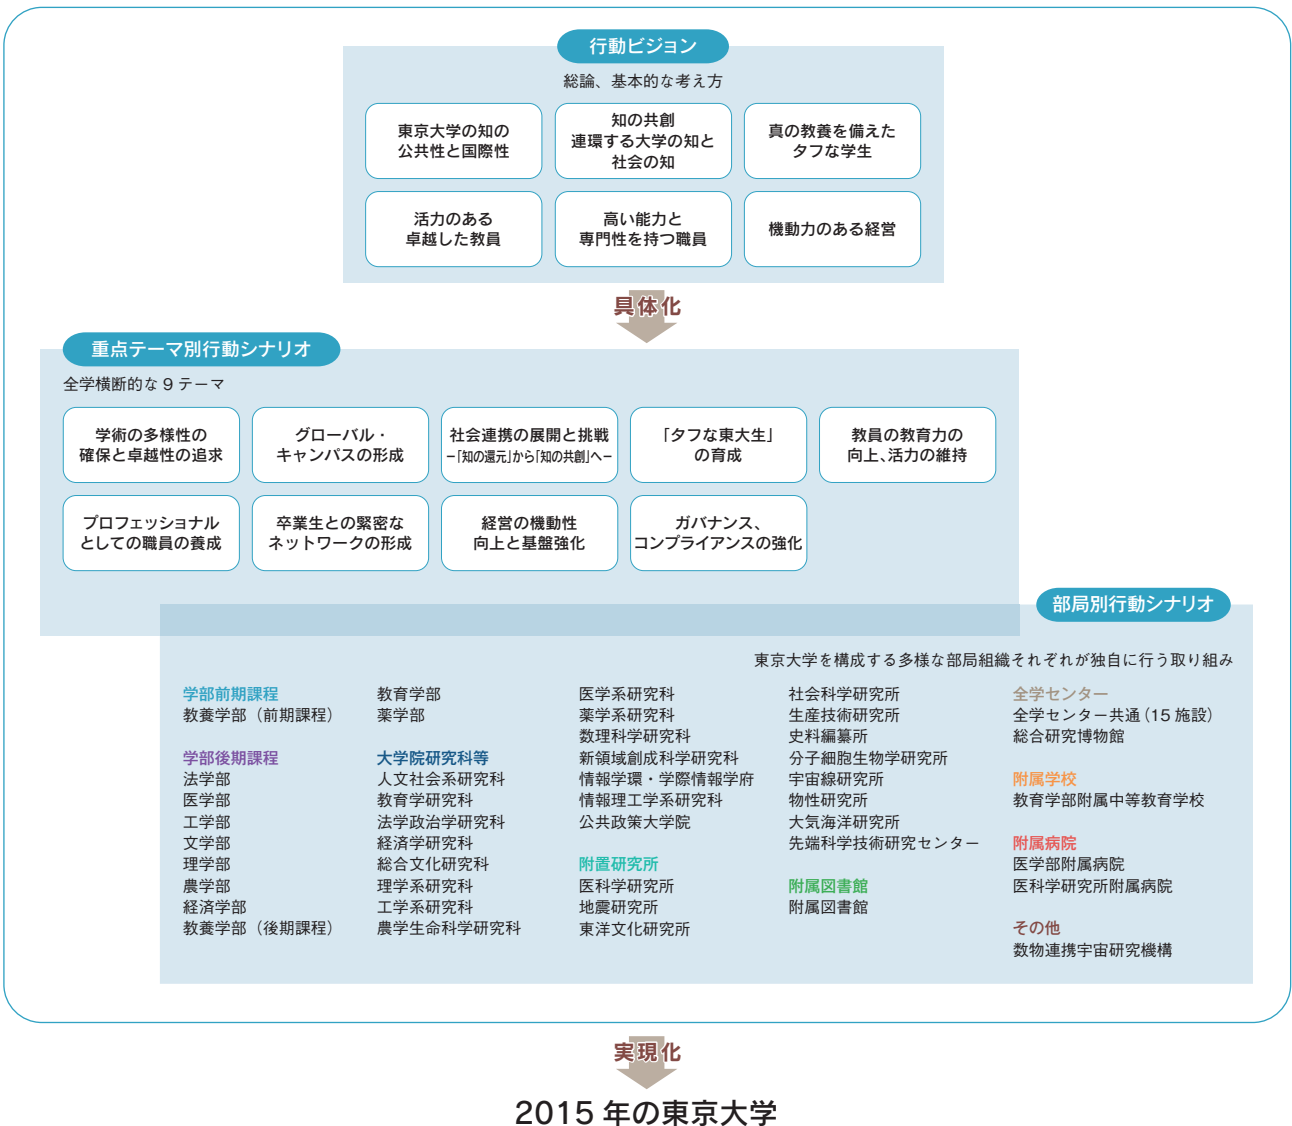 行動ビジョン
総論、基本的な考え方
東京大学の知の
公共性と国際性
知の共創
連環する大学の知と
社会の知
真の教養を備えた
タフな学生
活力のある
卓越した教員
高い能力と
専門性を持つ職員
機動力のある経営
具体化
重点テーマ別行動シナリオ
全学横断的な9テーマ
学術の多様性の
確保と卓越性の追求
グローバル・
キャンパスの形成
社会連携の展開と挑戦
−「知の還元」から「知の共創」へ−
「タフな東大生」
の育成
教員の教育力の
向上、活力の維持
プロフェッショナル
としての職員の養成
卒業生との緊密な
ネットワークの形成
経営の機動性
向上と基盤強化
ガバナンス、
コンプライアンスの強化
部局別行動シナリオ
東京大学を構成する多様な部局組織それぞれが独自に行う取り組み
学部前期課程
教養学部（前期課程）
学部後期課程
法学部
医学部
工学部
文学部
理学部
農学部
経済学部
教養学部（後期課程）
教育学部
薬学部
大学院研究科等
人文社会系研究科
教育学研究科
法学政治学研究科
経済学研究科
総合文化研究科
理学系研究科
工学系研究科
農学生命科学研究科
医学系研究科
薬学系研究科
数理科学研究科
新領域創成科学研究科
情報学環・学際情報学府
情報理工学系研究科
公共政策大学院
附置研究所
医科学研究所
地震研究所
東洋文化研究所
社会科学研究所
生産技術研究所
史料編纂所
分子細胞生物学研究所
宇宙線研究所
物性研究所
大気海洋研究所
先端科学技術研究センター
附属図書館
附属図書館
全学センター
全学センター共通（15施設）
総合研究博物館
附属学校
教育学部附属中等教育学校
附属病院
医学部附属病院
医科学研究所附属病院
その他
数物連携宇宙研究機構
実現化
2015年の東京大学